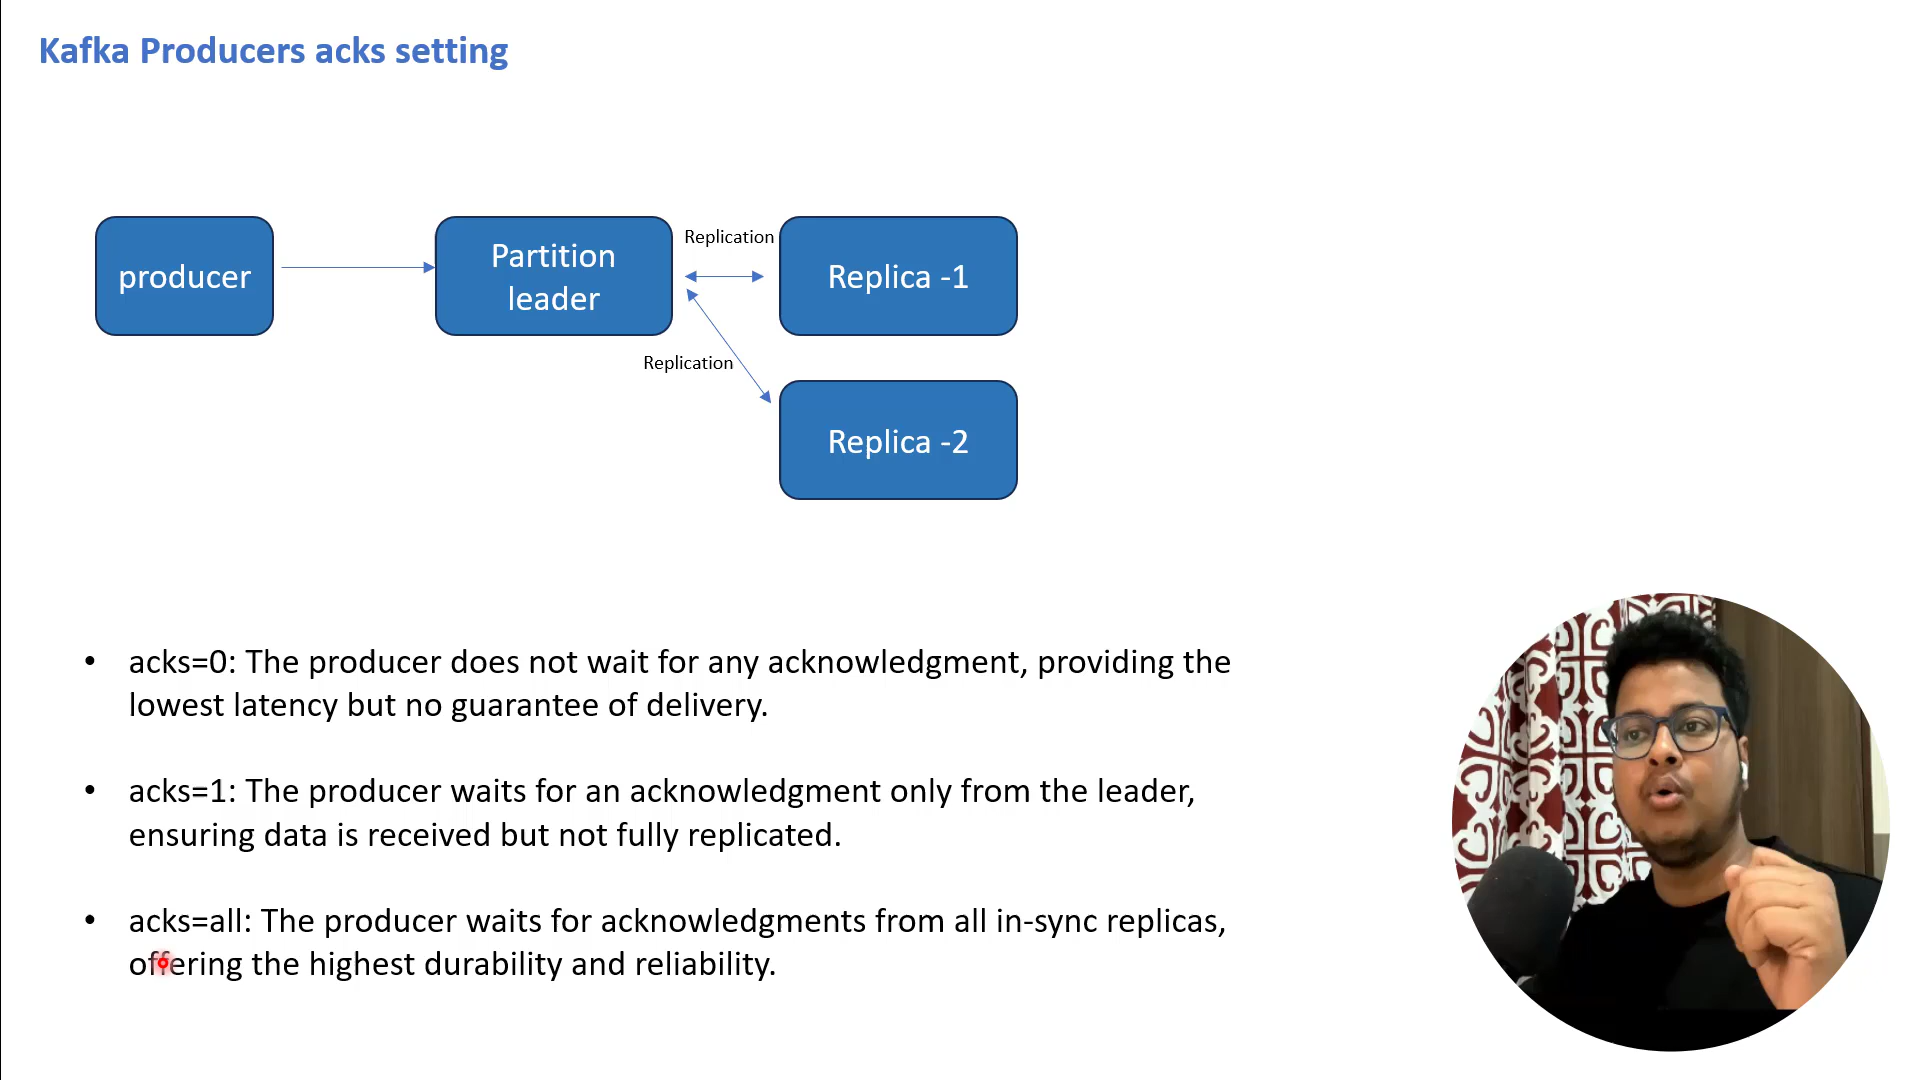 Kafka Producers acks setting
producer
Partition
leader
Replication
Replica -1
Replication
Replica -2
• acks=0: The producer does not wait for any acknowledgment, providing the
lowest latency but no guarantee of delivery.
• acks=1: The producer waits for an acknowledgment only from the leader,
ensuring data is received but not fully replicated.
• acks=all: The producer waits for acknowledgments from all in-sync replicas,
offering the highest durability and reliability.